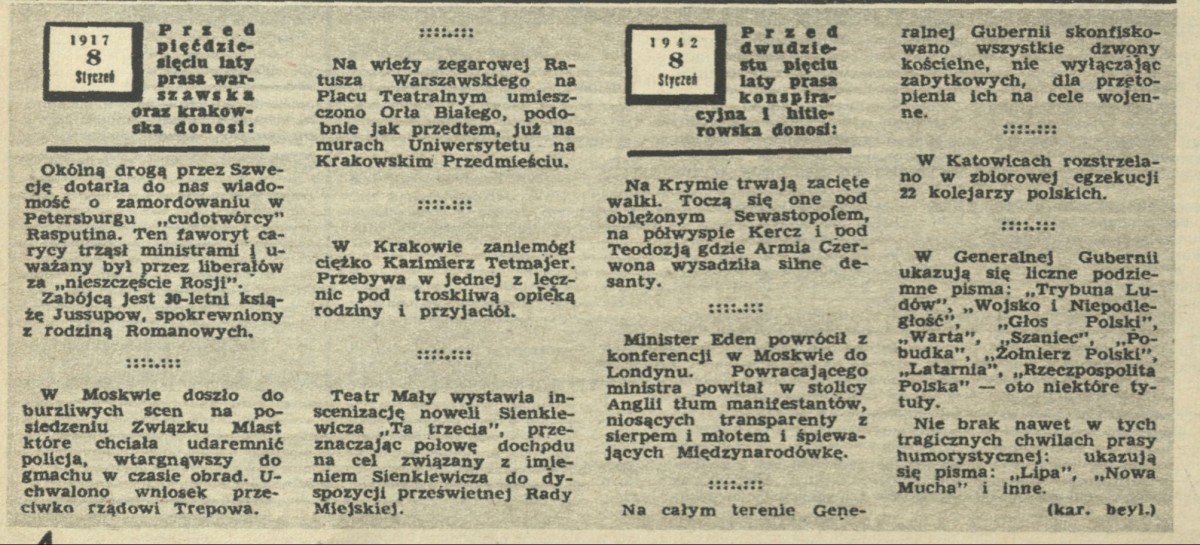 1917
8
Styczeń
Przed
pięćdzie-
sięciu laty
prasa war-
szawska
oraz krakow-
ska donosi:
Okólną drogą przez Szwe-
cję dotarła do nas wiado-
mość o zamordowaniu w
Petersburgu „cudotwórcy”
Rasputina. Ten faworyt ca-
rycy trząsł ministrami i u-
ważany był przez liberałów
za „nieszczęście Rosji”.
Zabójcą jest 30-letni ksią-
żę Jussupow, spokrewniony
z rodziną Romanowych.
W Moskwie doszło do
burzliwych scen na po-
siedzeniu Związku Miast
które chciała udaremnić
policja, wtargnąwszy do
gmachu w czasie obrad. U-
chwalono wniosek prze-
ciwko rządowi Trepowa.
Na wieży zegarowej Ra-
tusza Warszawskiego na
Placu Teatralnym umiesz-
czono Orła Białego, podo-
bnie jak przedtem, już na
murach Uniwersytetu na
Krakowskim Przedmieściu.
W Krakowie zaniemógł
ciężko Kazimierz Tetmajer.
Przebywa w jednej z lecz-
nic pod troskliwą opieką
rodziny i przyjaciół.
Teatr Mały wystawia in-
scenizację noweli Sienkie-
wicza „Ta trzecia”, prze-
znaczając połowę dochodu
na cel związany z imie-
niem Sienkiewicza do dy-
spozycji prześwietnej Rady
Miejskiej.
1942
8
Styczeń
Przed
dwudzie-
stu pięciu
laty prasa
konspira-
cyjna i hitle-
rowska donosi:
Na Krymie trwają zacięte
walki. Toczą się one pod
oblężonym Sewastopolem,
na półwyspie Kercz i pod
Teodozją gdzie Armia Czer-
wona wysadziła silne de-
santy.
Minister Eden powrócił z
konferencji w Moskwie do
Londynu. Powracającego
ministra powitał w stolicy
Anglii tłum manifestantów,
niosących transparenty z
sierpem i młotem i śpiewa-
jących Międzynarodówkę.
Na całym terenie Gene-
ralnej Gubernii skonfisko-
wano wszystkie dzwony
kościelne, nie wyłączając
zabytkowych, dla przeto-
pienia ich na cele wojen-
ne.
W Katowicach rozstrzela-
no w zbiorowej egzekucji
22 kolejarzy polskich.
W Generalnej Gubernii
ukazują się liczne podzie-
mne pisma: „Trybuna Lu-
dów”, „Wojsko i Niepodle-
głość”, „Głos Polski”,
„Warta”, „Szaniec”, „Po-
budka”, „Żołnierz Polski”,
„Latarnia”, „Rzeczpospolita
Polska” — oto niektóre ty-
tuły.
Nie brak nawet w tych
tragicznych chwilach prasy
humorystycznej: ukazują
się pisma: „Lipa”, „Nowa
Mucha” i inne.
(kar. beyl.)